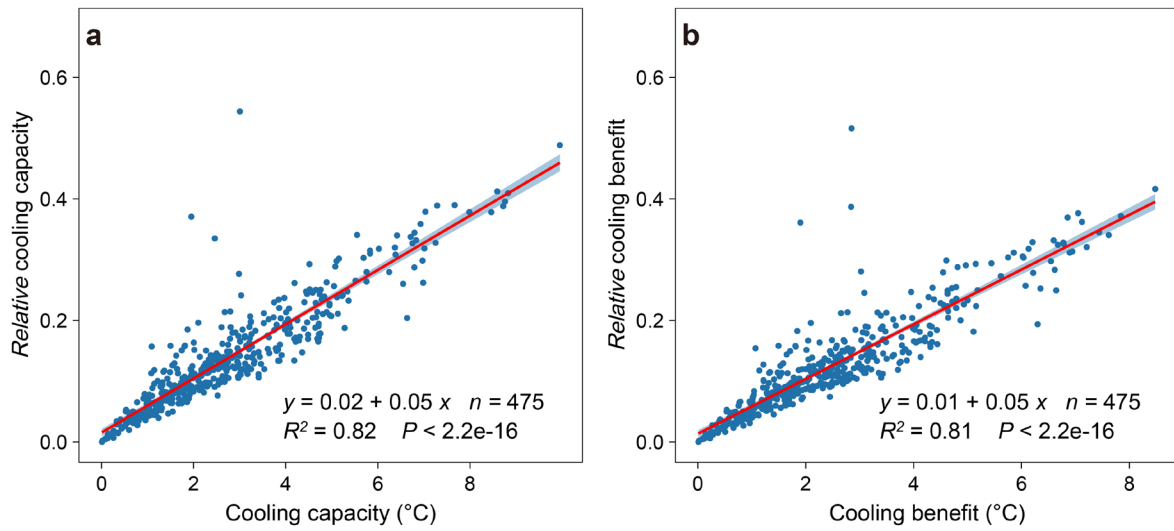 a
Relative cooling capacity
0.6
0.4
0.2
0.0
y = 0.02 + 0.05 x n = 475
R² = 0.82 P < 2.2e-16
0 2 4 6 8
Cooling capacity (°C)
b
Relative cooling benefit
0.6
0.4
0.2
0.0
y = 0.01 + 0.05 x n = 475
R² = 0.81 P < 2.2e-16
0 2 4 6 8
Cooling benefit (°C)